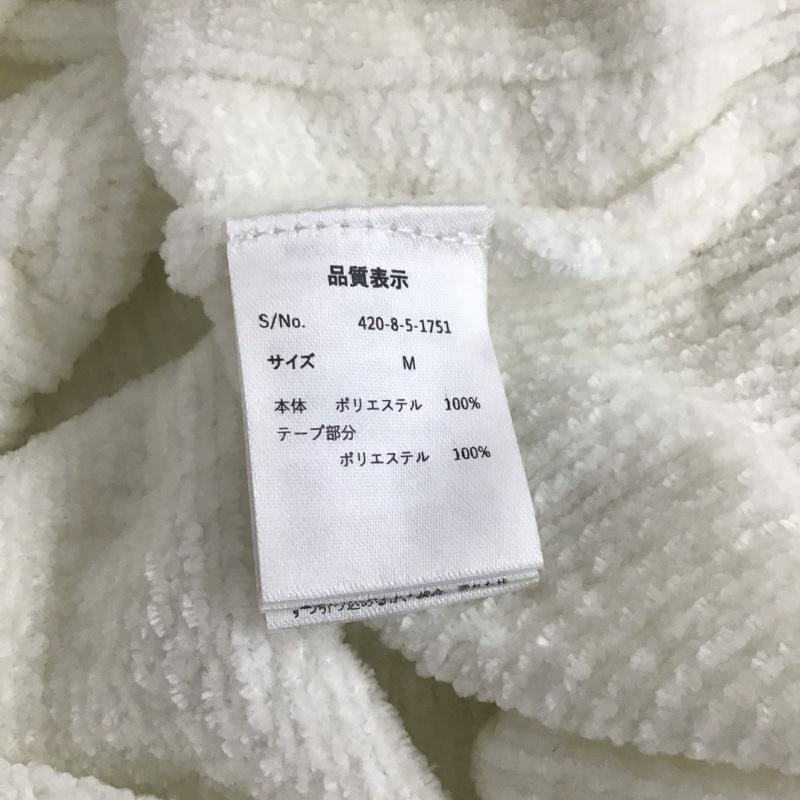 品質表示
S/No. 420-8-5-1751
サイズ M
本体 ポリエステル 100%
テープ部分
ポリエステル 100%